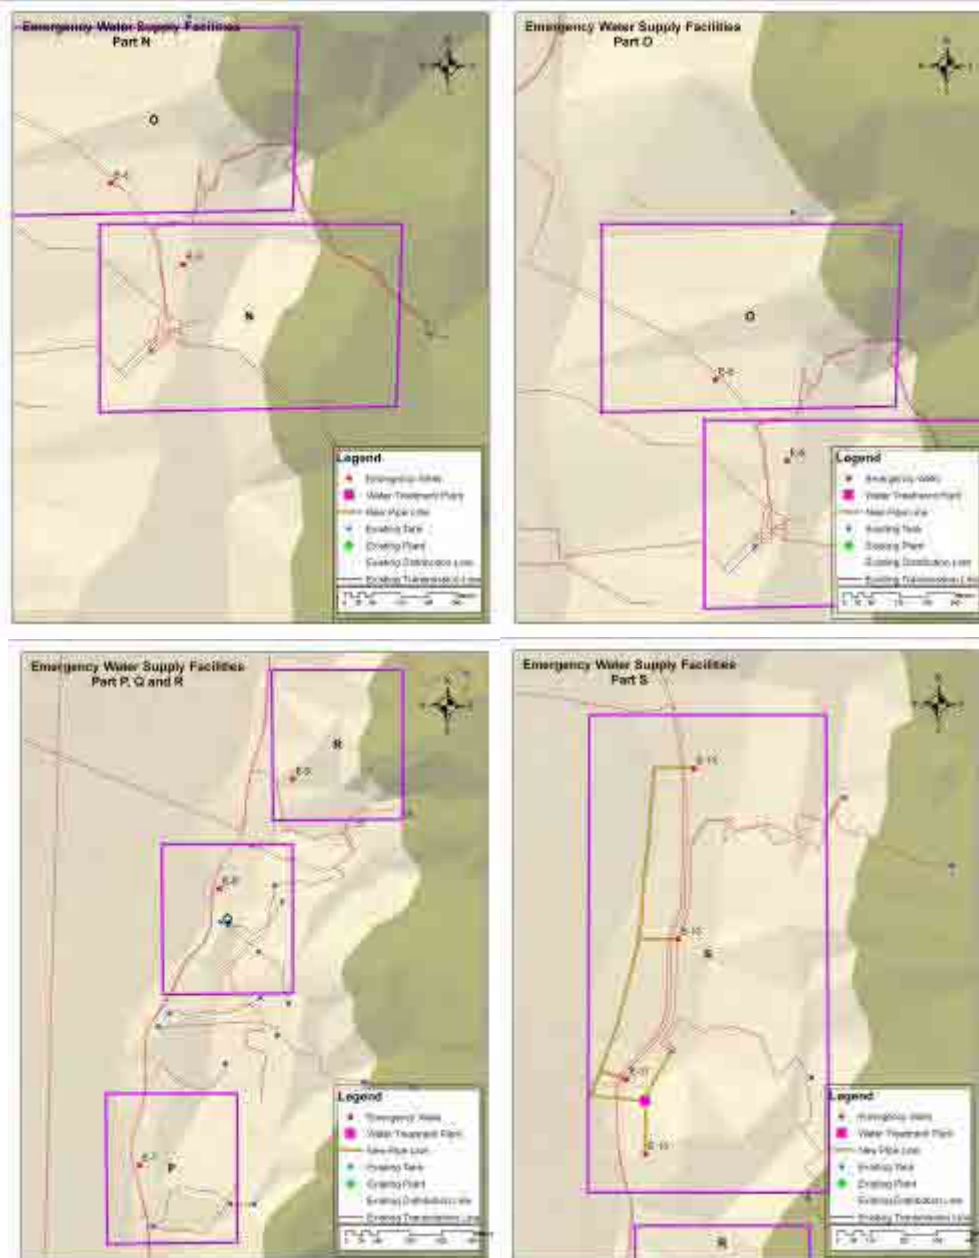 Emergency Water Supply Facilities
Part N
O
N
Legend
Emergency Wells
Water Treatment Plant
New Pipe Line
Existing Tank
Existing Plant
Existing Distribution Line
Existing Transmission Line
Emergency Water Supply Facilities
Part O
O
E-6
Legend
Emergency Wells
Water Treatment Plant
New Pipe Line
Existing Tank
Existing Plant
Existing Distribution Line
Existing Transmission Line
Emergency Water Supply Facilities
Part P, Q and R
R
Q
E-7
P
Legend
Emergency Wells
Water Treatment Plant
New Pipe Line
Existing Tank
Existing Plant
Existing Distribution Line
Existing Transmission Line
Emergency Water Supply Facilities
Part S
S
R
Legend
Emergency Wells
Water Treatment Plant
New Pipe Line
Existing Tank
Existing Plant
Existing Distribution Line
Existing Transmission Line